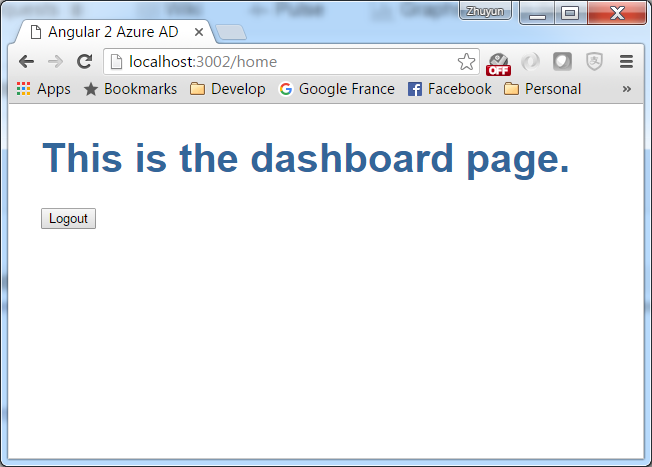 Pulse
Zhuyun
Angular 2 Azure AD
localhost:3002/home
OFF
Apps Bookmarks Develop Google France Facebook Personal »
This is the dashboard page.
Logout